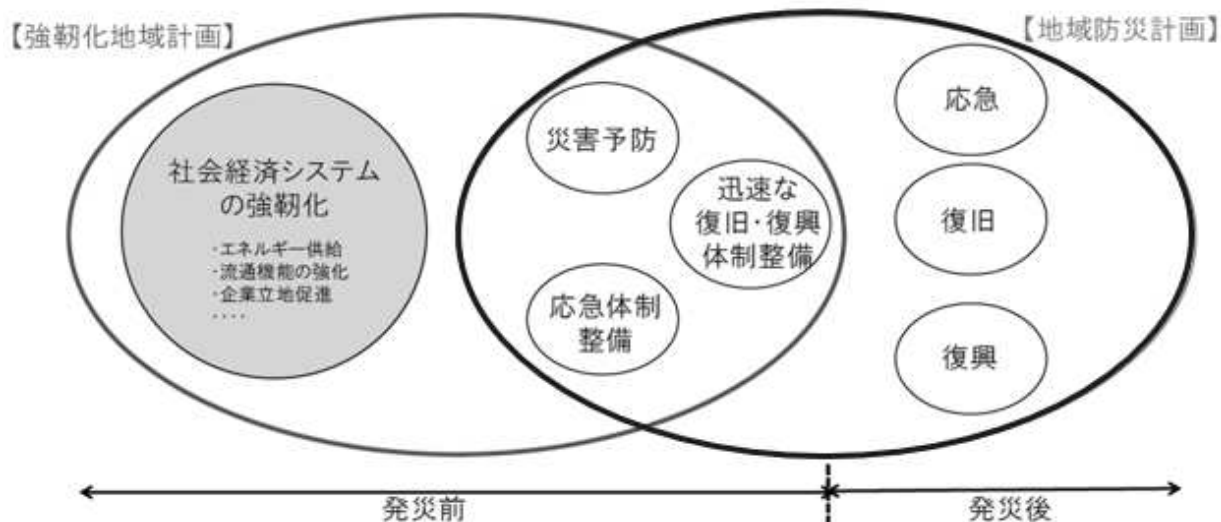 【強靭化地域計画】
【地域防災計画】
社会経済システム
の強靭化
・エネルギー供給
・流通機能の強化
・企業立地促進
・・・・
災害予防
迅速な
復旧・復興
体制整備
応急体制
整備
応急
復旧
復興
発災前
発災後